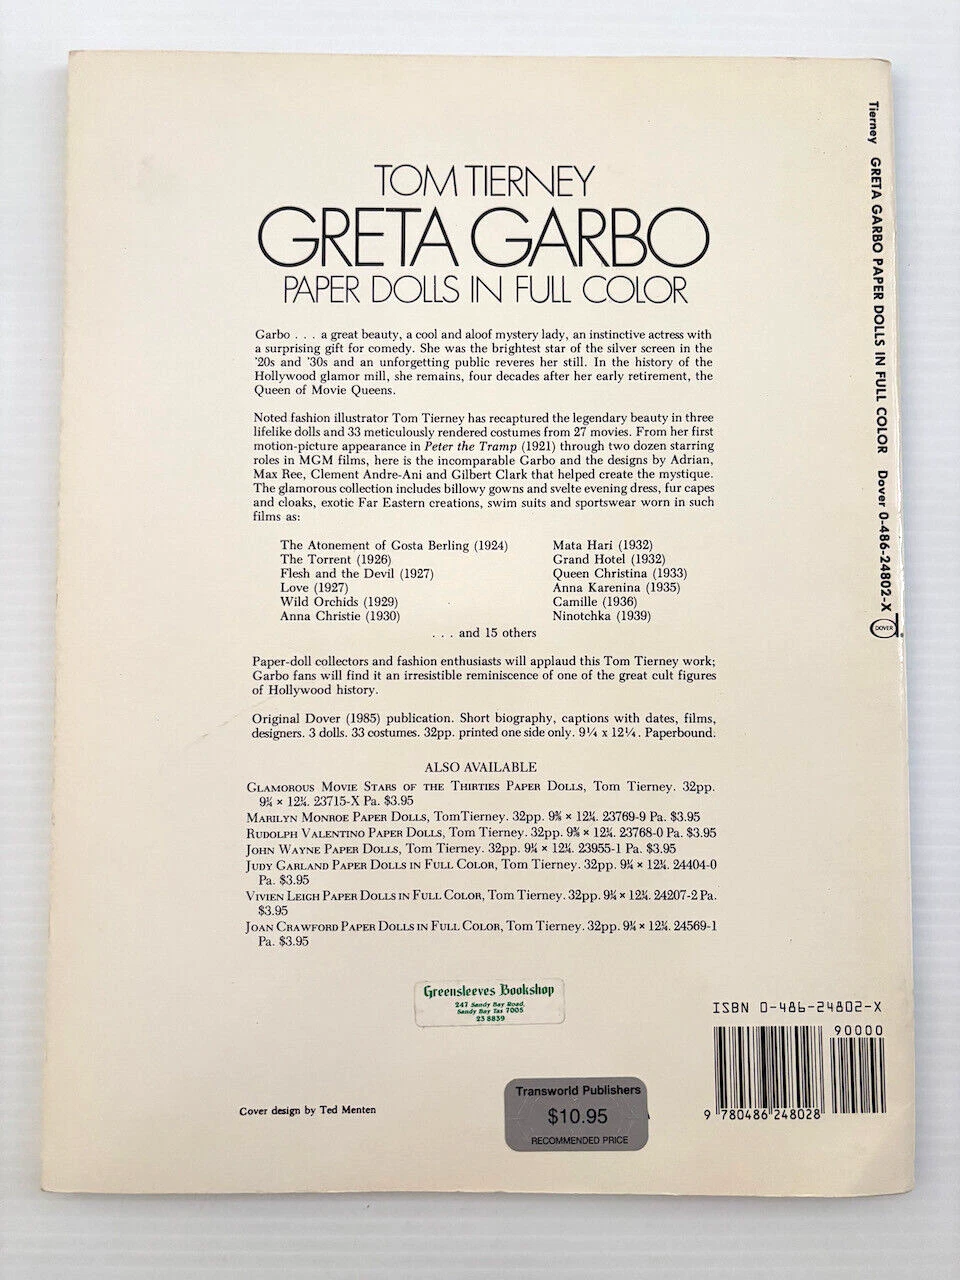 TOM TIERNEY
GRETA GARBO
PAPER DOLLS IN FULL COLOR
Garbo . . . a great beauty, a cool and aloof mystery lady, an instinctive actress with
a surprising gift for comedy. She was the brightest star of the silver screen in the
'20s and '30s and an unforgetting public reveres her still. In the history of the
Hollywood glamor mill, she remains, four decades after her early retirement, the
Queen of Movie Queens.
Noted fashion illustrator Tom Tierney has recaptured the legendary beauty in three
lifelike dolls and 33 meticulously rendered costumes from 27 movies. From her first
motion-picture appearance in Peter the Tramp (1921) through two dozen starring
roles in MGM films, here is the incomparable Garbo and the designs by Adrian,
Max Ree, Clement Andre-Ani and Gilbert Clark that helped create the mystique.
The glamorous collection includes billowy gowns and svelte evening dress, fur capes
and cloaks, exotic Far Eastern creations, swim suits and sportswear worn in such
films as:
The Atonement of Gosta Berling (1924)
The Torrent (1926)
Flesh and the Devil (1927)
Love (1927)
Wild Orchids (1929)
Anna Christie (1930)
Mata Hari (1932)
Grand Hotel (1932)
Queen Christina (1933)
Anna Karenina (1935)
Camille (1936)
Ninotchka (1939)
. . . and 15 others
Paper-doll collectors and fashion enthusiasts will applaud this Tom Tierney work;
Garbo fans will find it an irresistible reminiscence of one of the great cult figures
of Hollywood history.
Original Dover (1985) publication. Short biography, captions with dates, films,
designers. 3 dolls. 33 costumes. 32pp. printed one side only. 9¼ x 12¼. Paperbound.
ALSO AVAILABLE
GLAMOROUS MOVIE STARS OF THE THIRTIES PAPER DOLLS, Tom Tierney. 32pp.
9¼ × 12¼. 23715-X Pa. $3.95
MARILYN MONROE PAPER DOLLS, Tom Tierney. 32pp. 9¼ × 12¼. 23769-9 Pa. $3.95
RUDOLPH VALENTINO PAPER DOLLS, Tom Tierney. 32pp. 9¼ × 12¼. 23768-0 Pa. $3.95
JOHN WAYNE PAPER DOLLS, Tom Tierney. 32pp. 9¼ × 12¼. 23955-1 Pa. $3.95
JUDY GARLAND PAPER DOLLS IN FULL COLOR, Tom Tierney. 32pp. 9¼ × 12¼. 24404-0
Pa. $3.95
VIVIEN LEIGH PAPER DOLLS IN FULL COLOR, Tom Tierney. 32pp. 9¼ × 12¼. 24207-2 Pa.
$3.95
JOAN CRAWFORD PAPER DOLLS IN FULL COLOR, Tom Tierney. 32pp. 9¼ × 12¼. 24569-1
Pa. $3.95
Greensleeves Bookshop
247 Sandy Bay Road,
Sandy Bay Tas 7005
23 8839
Cover design by Ted Menten
Transworld Publishers
$10.95
RECOMMENDED PRICE
ISBN 0-486-24802-X
90000
9 780486 248028
Tierney GRETA GARBO PAPER DOLLS IN FULL COLOR Dover 0-486-24802-X
DOVER